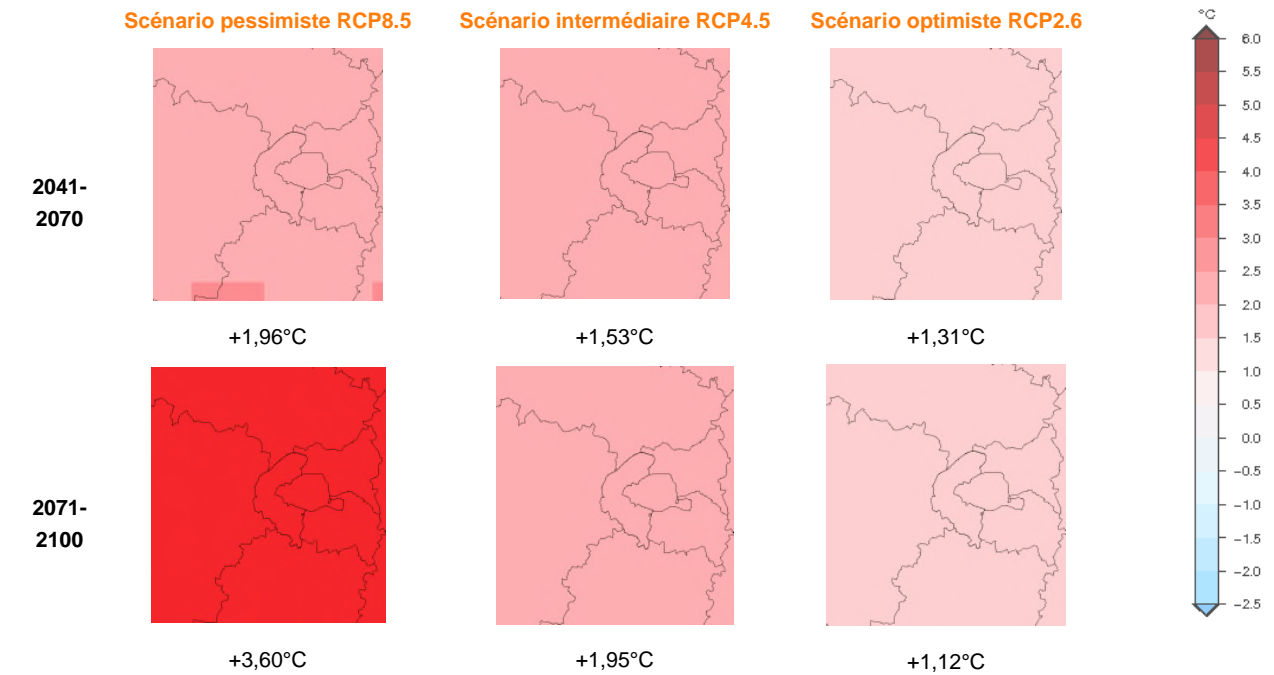 Scénario pessimiste RCP8.5
Scénario intermédiaire RCP4.5
Scénario optimiste RCP2.6
2041-
2070
+1,96°C
+1,53°C
+1,31°C
2071-
2100
+3,60°C
+1,95°C
+1,12°C
°C
6.0
5.5
5.0
4.5
4.0
3.5
3.0
2.5
2.0
1.5
1.0
0.5
0.0
−0.5
−1.0
−1.5
−2.0
−2.5